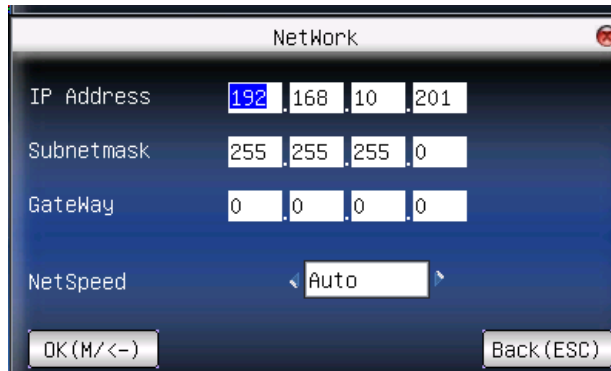 NetWork
IP Address 192.168.10.201
Subnetmask 255.255.255.0
GateWay 0.0.0.0
NetSpeed Auto
OK(M/<-) Back(ESC)